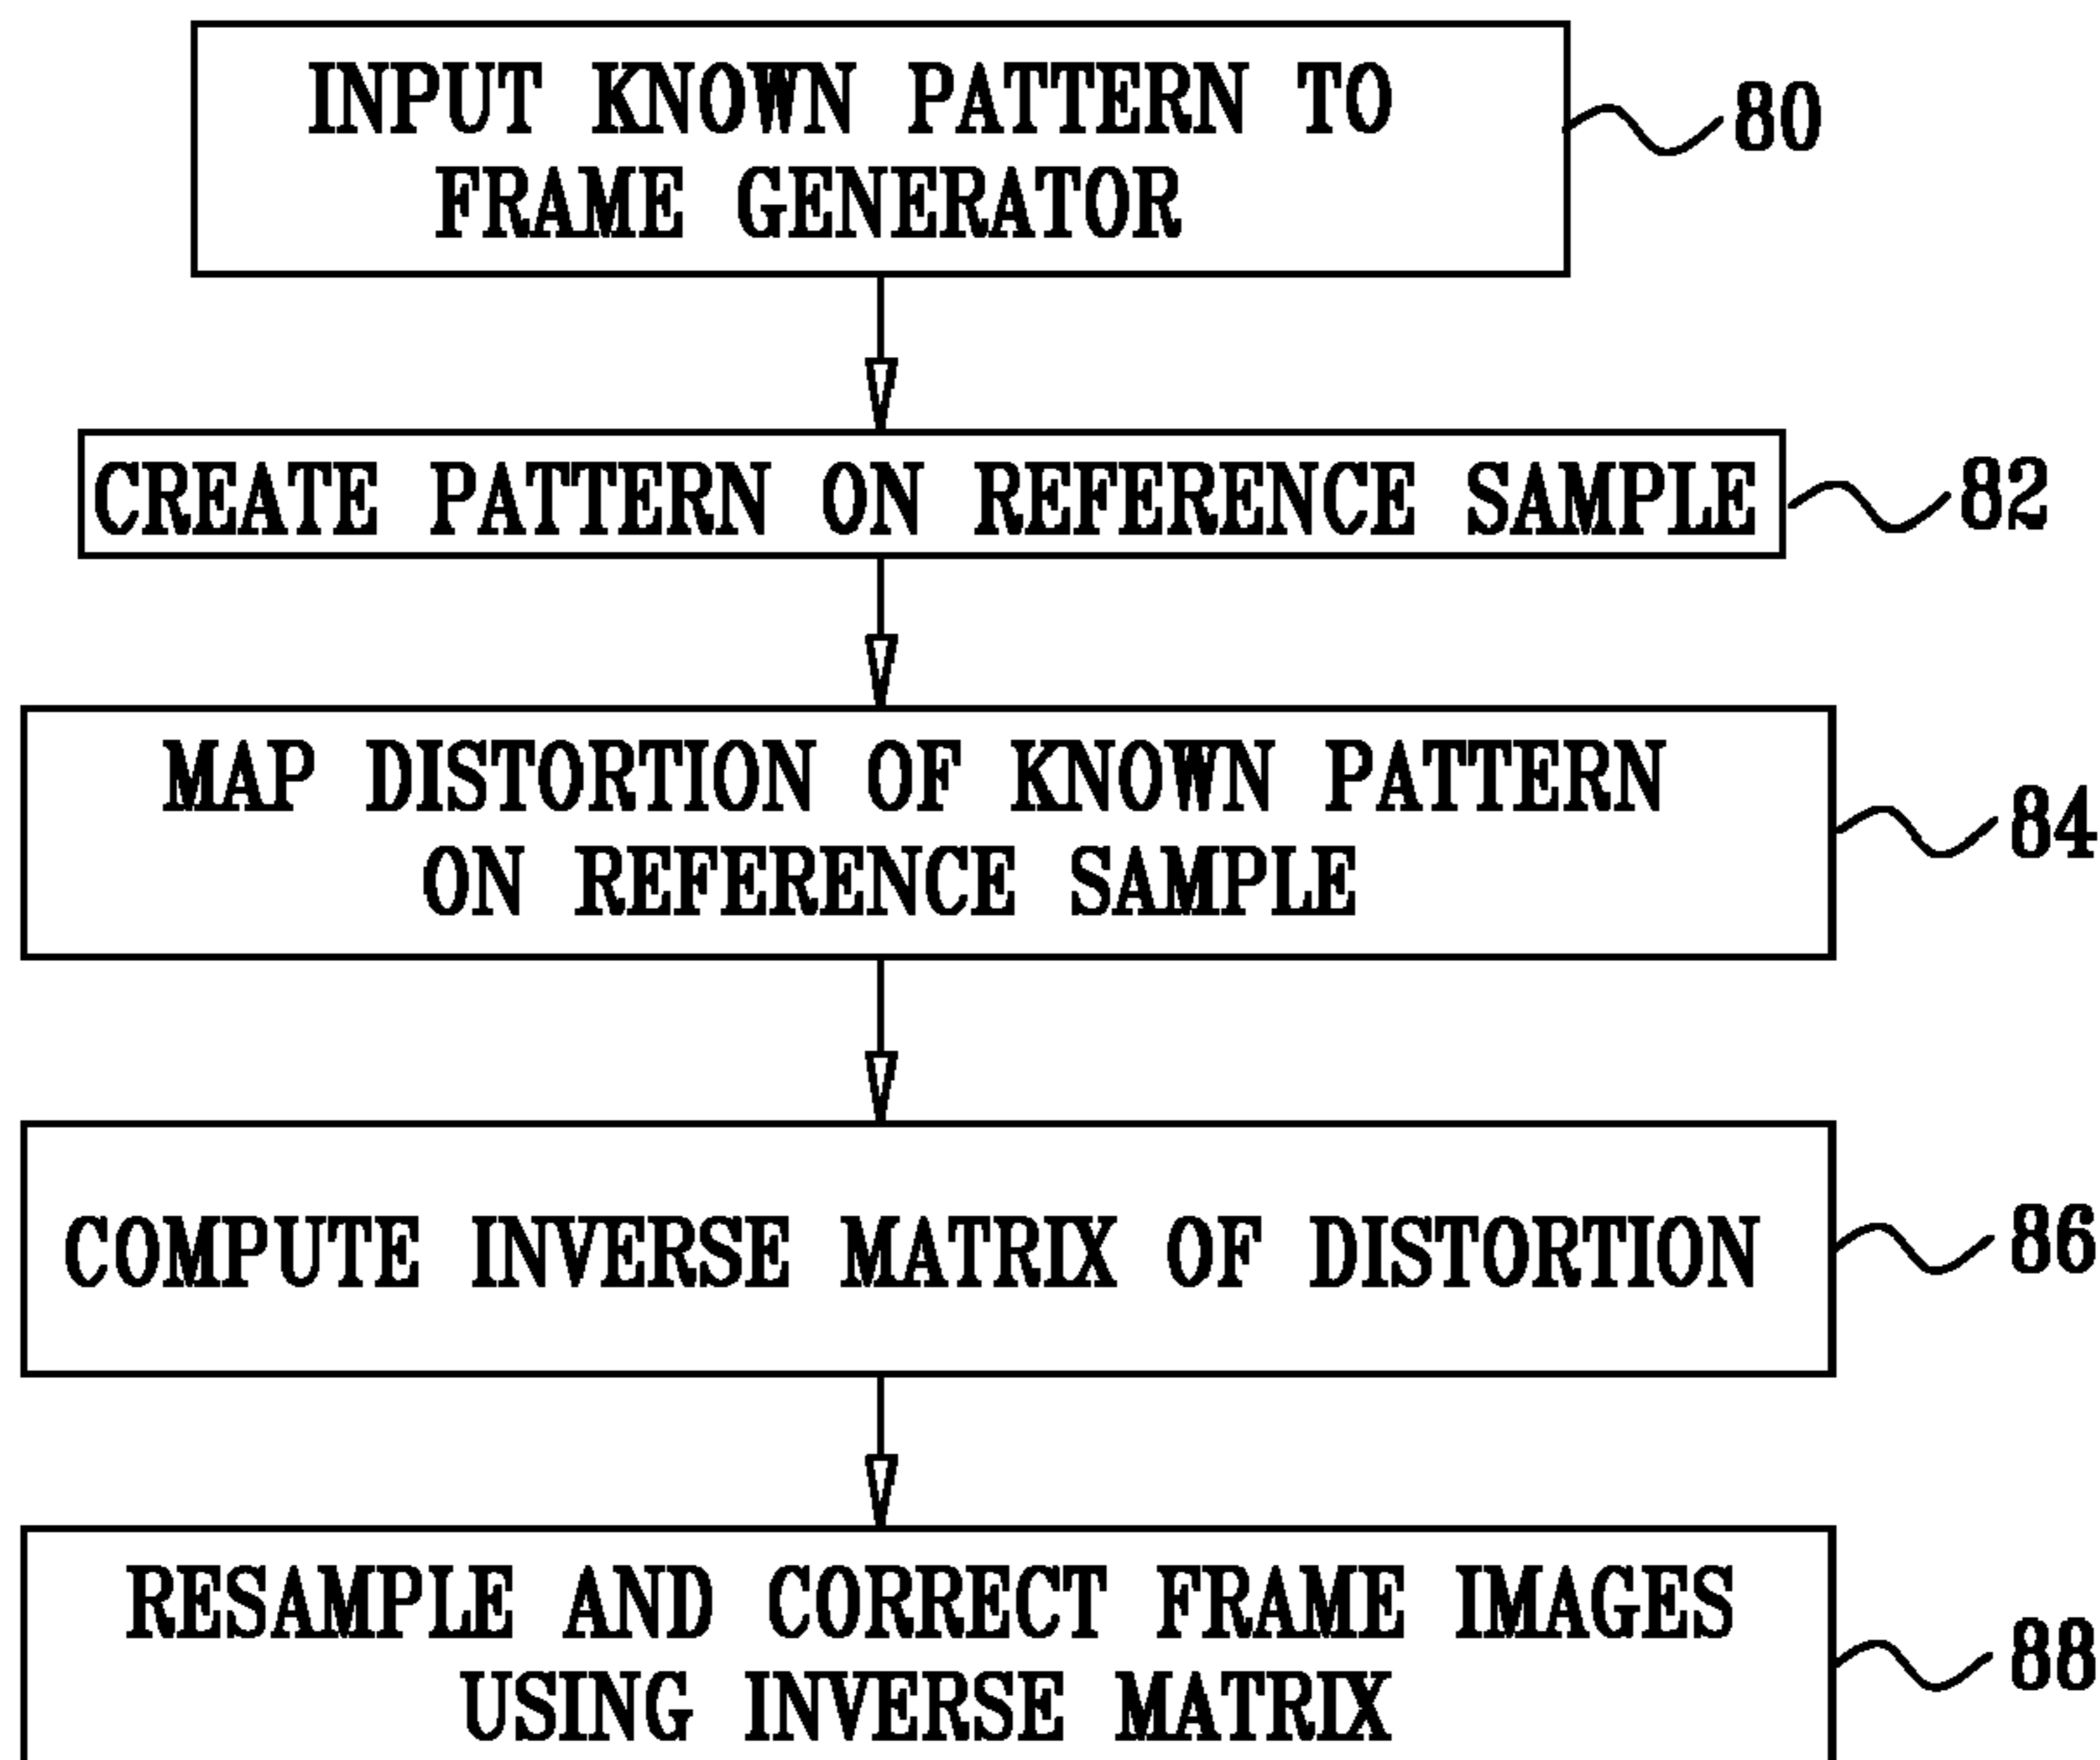 INPUT KNOWN PATTERN TO
FRAME GENERATOR
80
CREATE PATTERN ON REFERENCE SAMPLE
82
MAP DISTORTION OF KNOWN PATTERN
ON REFERENCE SAMPLE
84
COMPUTE INVERSE MATRIX OF DISTORTION
86
RESAMPLE AND CORRECT FRAME IMAGES
USING INVERSE MATRIX
88